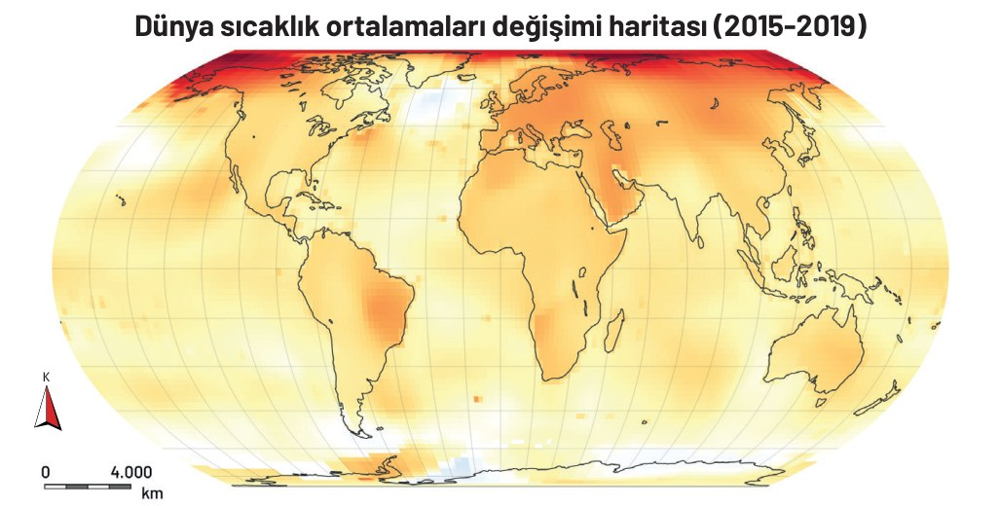 Dünya sıcaklık ortalamaları değişimi haritası (2015-2019)
K
0 4.000
km